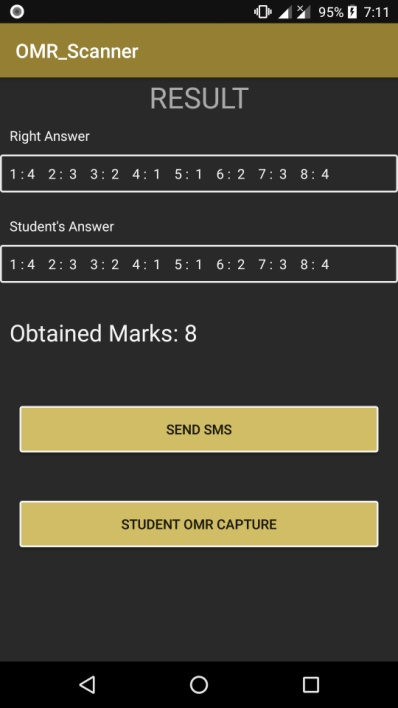 95% 7:11
OMR_Scanner
RESULT
Right Answer
1:4 2: 3 3: 2 4: 1 5: 1 6: 2 7: 3 8: 4
Student's Answer
1:4 2: 3 3: 2 4: 1 5: 1 6: 2 7: 3 8: 4
Obtained Marks: 8
SEND SMS
STUDENT OMR CAPTURE